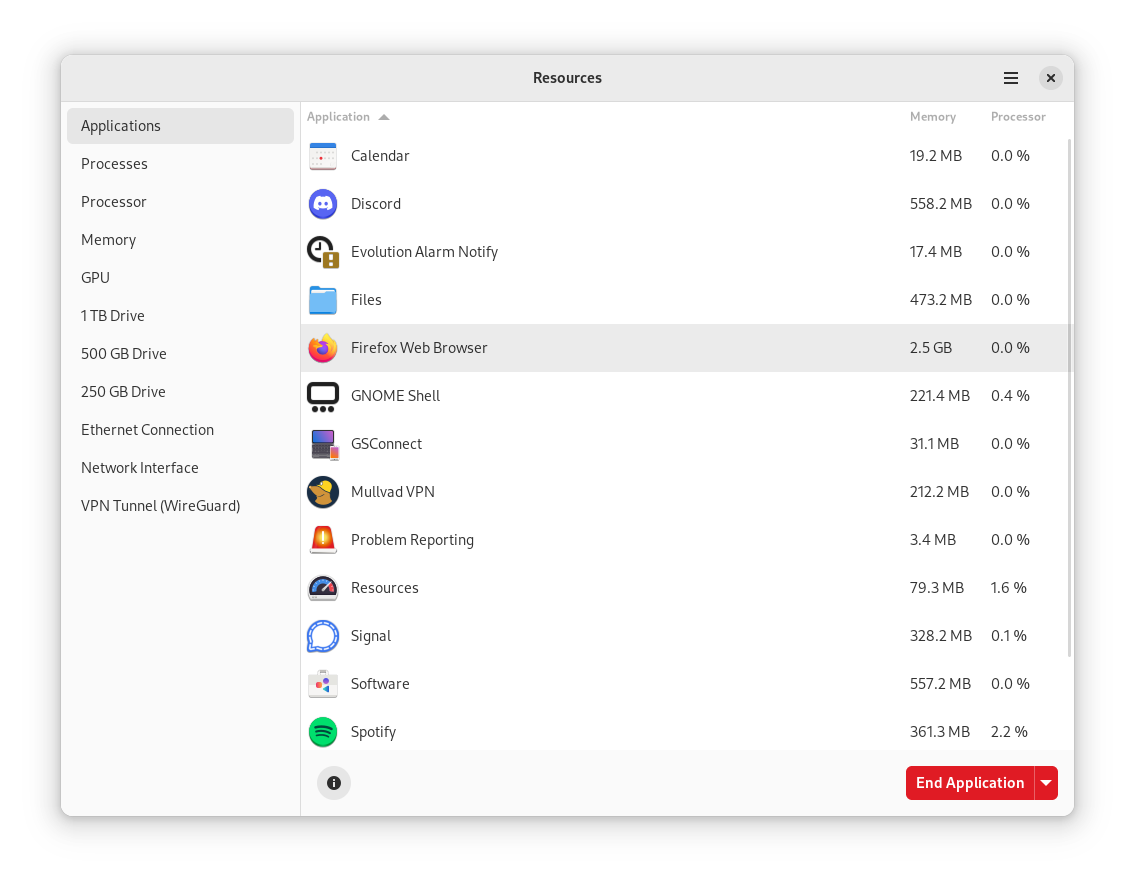 Resources
Applications
Processes
Processor
Memory
GPU
1 TB Drive
500 GB Drive
250 GB Drive
Ethernet Connection
Network Interface
VPN Tunnel (WireGuard)
Application Memory Processor
Calendar 19.2 MB 0.0 %
Discord 558.2 MB 0.0 %
Evolution Alarm Notify 17.4 MB 0.0 %
Files 473.2 MB 0.0 %
Firefox Web Browser 2.5 GB 0.0 %
GNOME Shell 221.4 MB 0.4 %
GSConnect 31.1 MB 0.0 %
Mullvad VPN 212.2 MB 0.0 %
Problem Reporting 3.4 MB 0.0 %
Resources 79.3 MB 1.6 %
Signal 328.2 MB 0.1 %
Software 557.2 MB 0.0 %
Spotify 361.3 MB 2.2 %
End Application